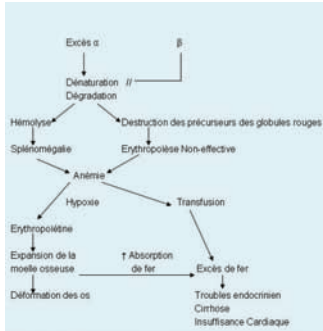 Excés α β
Dénaturation //
Dégradation
Hémolyse Destruction des précurseurs des globules rouges
Splénomégalie Erythropoïèse Non-effective
Anémie
Hypoxie Transfusion
Erythropoïétine
Expansion de la moelle osseuse ↑ Absorption de fer Excès de fer
Déformation des os Troubles endocrinien
Cirrhose
Insuffisance Cardiaque